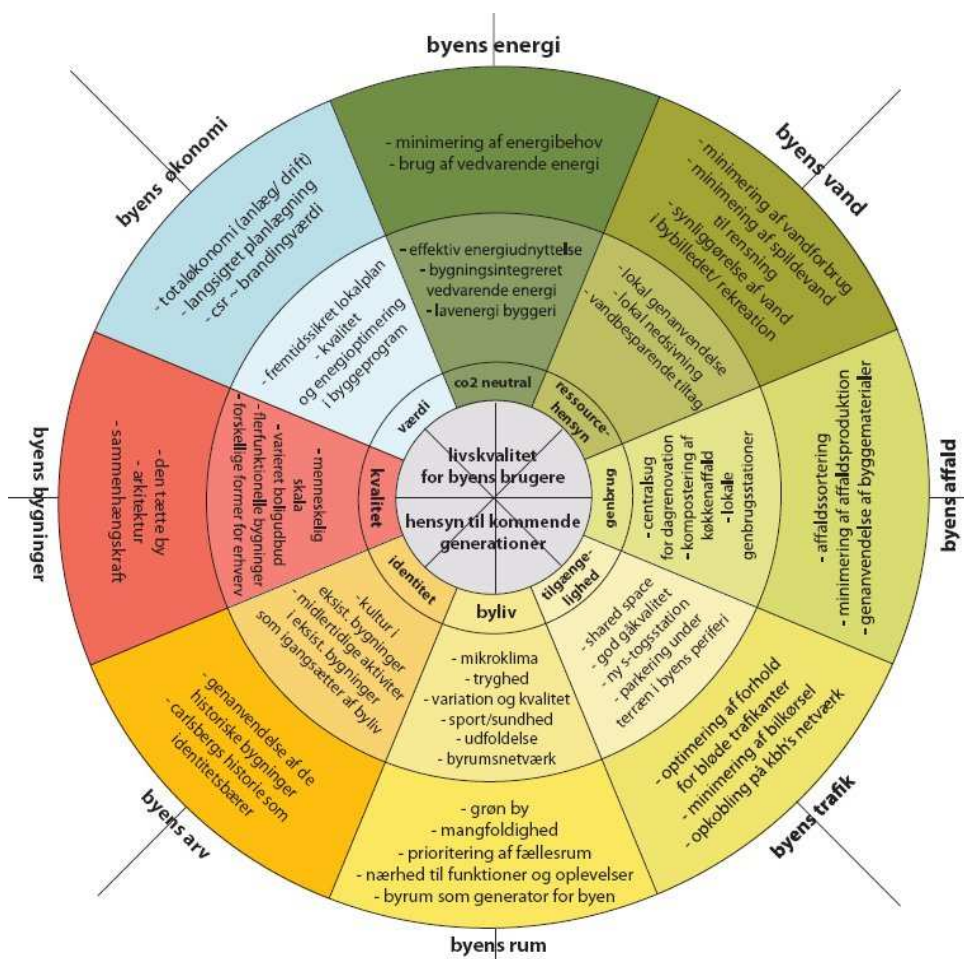 byens energi
- minimering af energibehov
- brug af vedvarende energi
- effektiv energiudnyttelse
- bygningsintegreret
vedvarende energi
- lavenergi byggeri
co2 neutral
byens vand
- minimering af vandforbrug
- minimering af spildevand
til rensning
- synliggørelse af vand
i bybilledet/ rekreation
- lokal genanvendelse
- lokal nedsivning
- vandbesparende tiltag
ressource-
hensyn
byens affald
- affaldssortering
- minimering af affaldsproduktion
- genanvendelse af byggematerialer
- centralsug
for dagrenovation
- kompostering af
køkkenaffald
- lokale
genbrugsstationer
genbrug
byens trafik
- optimering af forhold
for bløde trafikanter
- minimering af bilkørsel
- opkobling på kbh's netværk
- shared space
- god gåkvalitet
- ny s-togsstation
- parkering under
terræn i byens periferi
tilgænge-
lighed
byliv
- mikroklima
- tryghed
- variation og kvalitet
- sport/sundhed
- udfoldelse
- byrumsnetværk
- grøn by
- mangfoldighed
- prioritering af fællesrum
- nærhed til funktioner og oplevelser
- byrum som generator for byen
byens rum
identitet
- kultur i
eksist. bygninger
- midlertidige aktiviter
i eksist. bygninger
som igangsætter af byliv
- genanvendelse af de
historiske bygninger
- carlsbergs historie som
identitetsbærer
byens arv
byens bygninger
- den tætte by
- arkitektur
- sammenhængskraft
- menneskelig
skala
- varieret boligudbud
- flerfunktionelle bygninger
- forskellige former for erhverv
kvalitet
byens økonomi
- totaløkonomi (anlæg/ drift)
- langsigtet planlægning
- csr ~ brandingværdi
- fremtidssikret lokalplan
- kvalitet
og energioptimering
i byggeprogram
værdi
livskvalitet
for byens brugere
hensyn til kommende
generationer